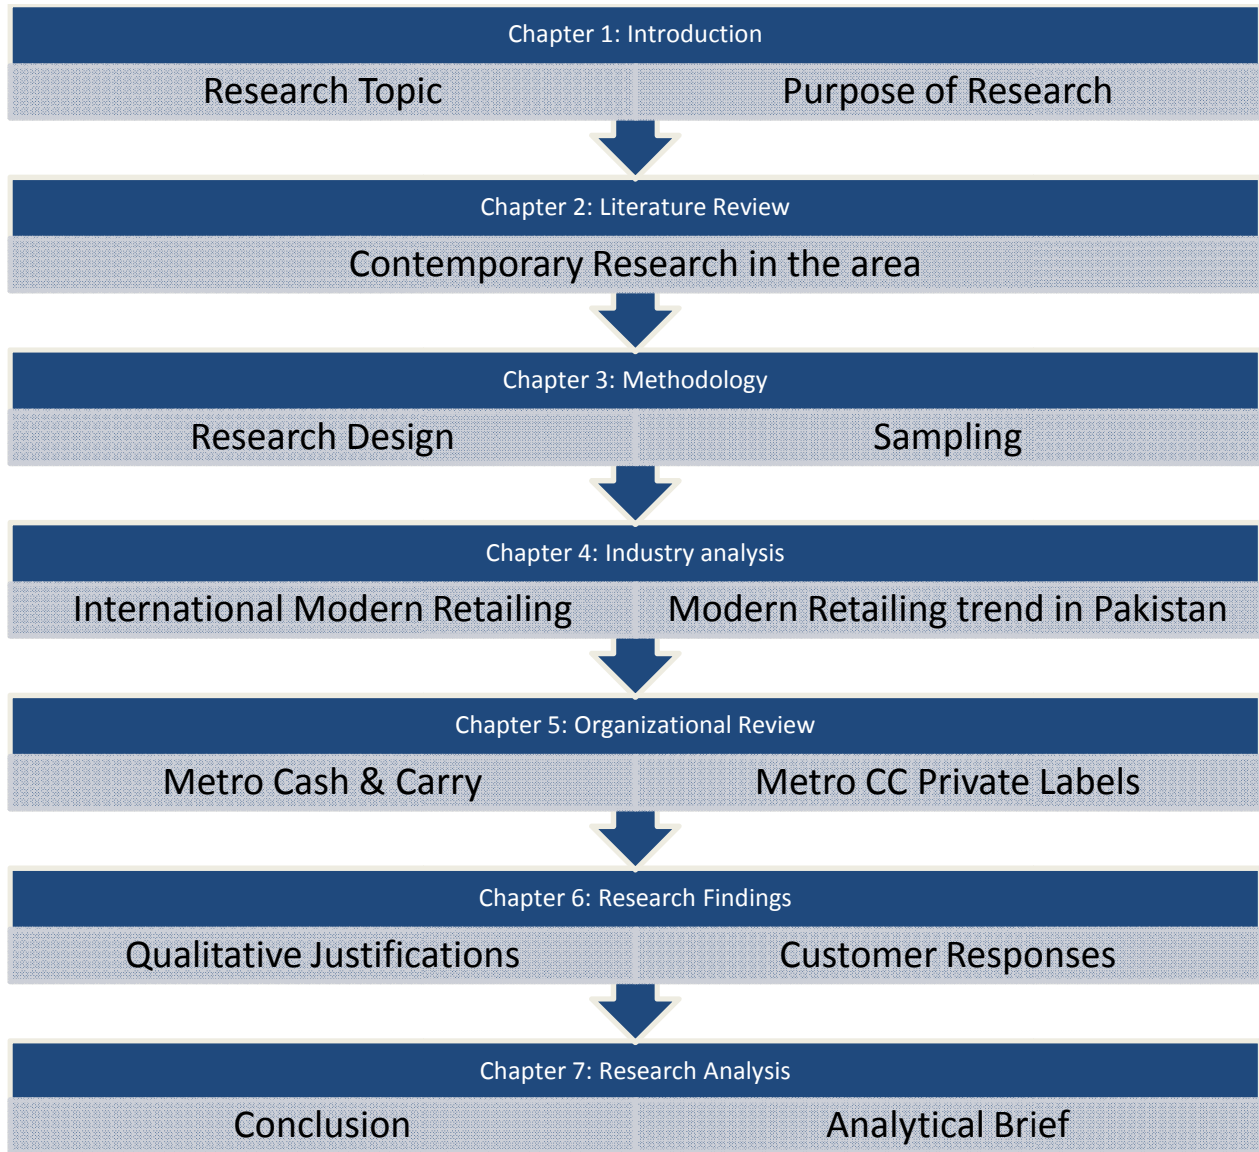 Chapter 1: Introduction
Research Topic
Purpose of Research
Chapter 2: Literature Review
Contemporary Research in the area
Chapter 3: Methodology
Research Design
Sampling
Chapter 4: Industry analysis
International Modern Retailing
Modern Retailing trend in Pakistan
Chapter 5: Organizational Review
Metro Cash & Carry
Metro CC Private Labels
Chapter 6: Research Findings
Qualitative Justifications
Customer Responses
Chapter 7: Research Analysis
Conclusion
Analytical Brief